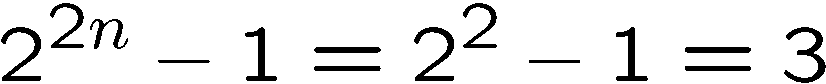 2^{2n} − 1 = 2^2 − 1 = 3